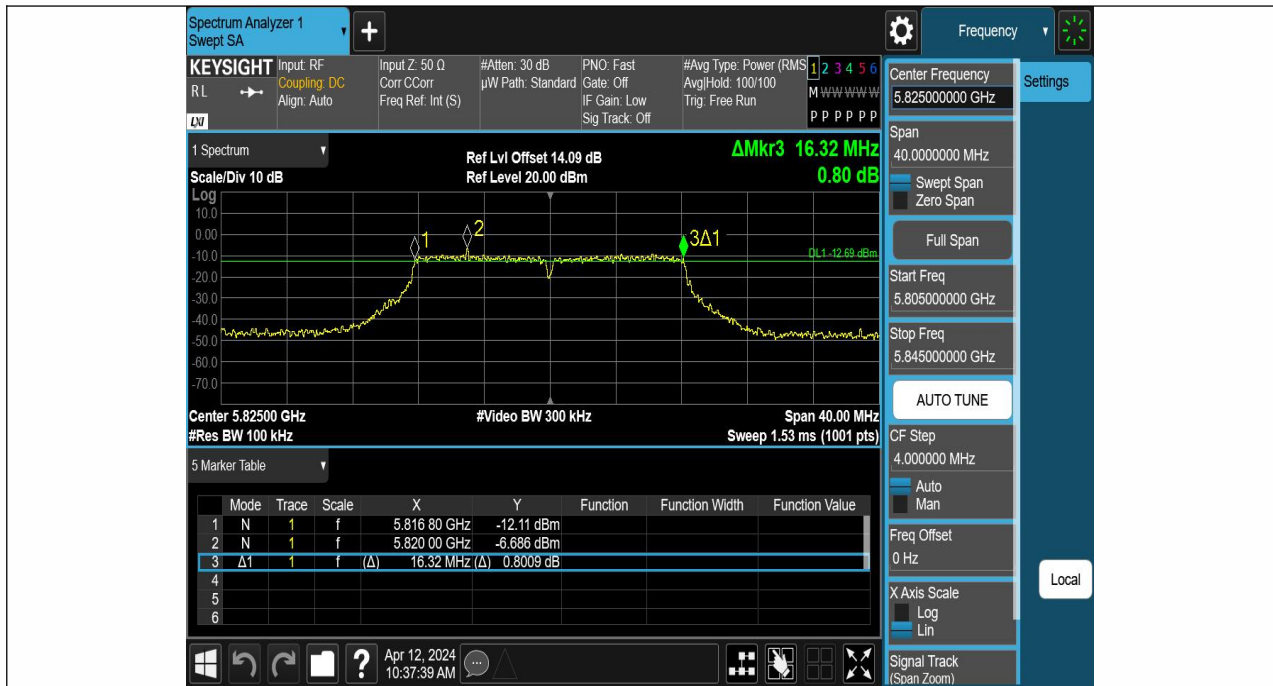 Spectrum Analyzer 1
Swept SA
+
Frequency
KEYSIGHT
RL
LXI
Input: RF
Coupling: DC
Align: Auto
Input Z: 50 Ω
Corr CCorr
Freq Ref: Int (S)
#Atten: 30 dB
µW Path: Standard
PNO: Fast
Gate: Off
IF Gain: Low
Sig Track: Off
#Avg Type: Power (RMS
Avg|Hold: 100/100
Trig: Free Run
1 2 3 4 5 6
M W W W W W
P P P P P P
1 Spectrum
Scale/Div 10 dB
Ref Lvl Offset 14.09 dB
Ref Level 20.00 dBm
ΔMkr3 16.32 MHz
0.80 dB
Log
10.0
0.00
-10.0
-20.0
-30.0
-40.0
-50.0
-60.0
-70.0
1
2
3Δ1
DL1 -12.69 dBm
Center 5.82500 GHz
#Video BW 300 kHz
Span 40.00 MHz
#Res BW 100 kHz
Sweep 1.53 ms (1001 pts)
5 Marker Table
Mode Trace Scale X Y Function Function Width Function Value
1 N 1 f 5.816 80 GHz -12.11 dBm
2 N 1 f 5.820 00 GHz -6.686 dBm
3 Δ1 1 f (Δ) 16.32 MHz (Δ) 0.8009 dB
4
5
6
?
Apr 12, 2024
10:37:39 AM
Center Frequency
5.825000000 GHz
Settings
Span
40.0000000 MHz
Swept Span
Zero Span
Full Span
Start Freq
5.805000000 GHz
Stop Freq
5.845000000 GHz
AUTO TUNE
CF Step
4.000000 MHz
Auto
Man
Freq Offset
0 Hz
Local
X Axis Scale
Log
Lin
Signal Track
(Span Zoom)